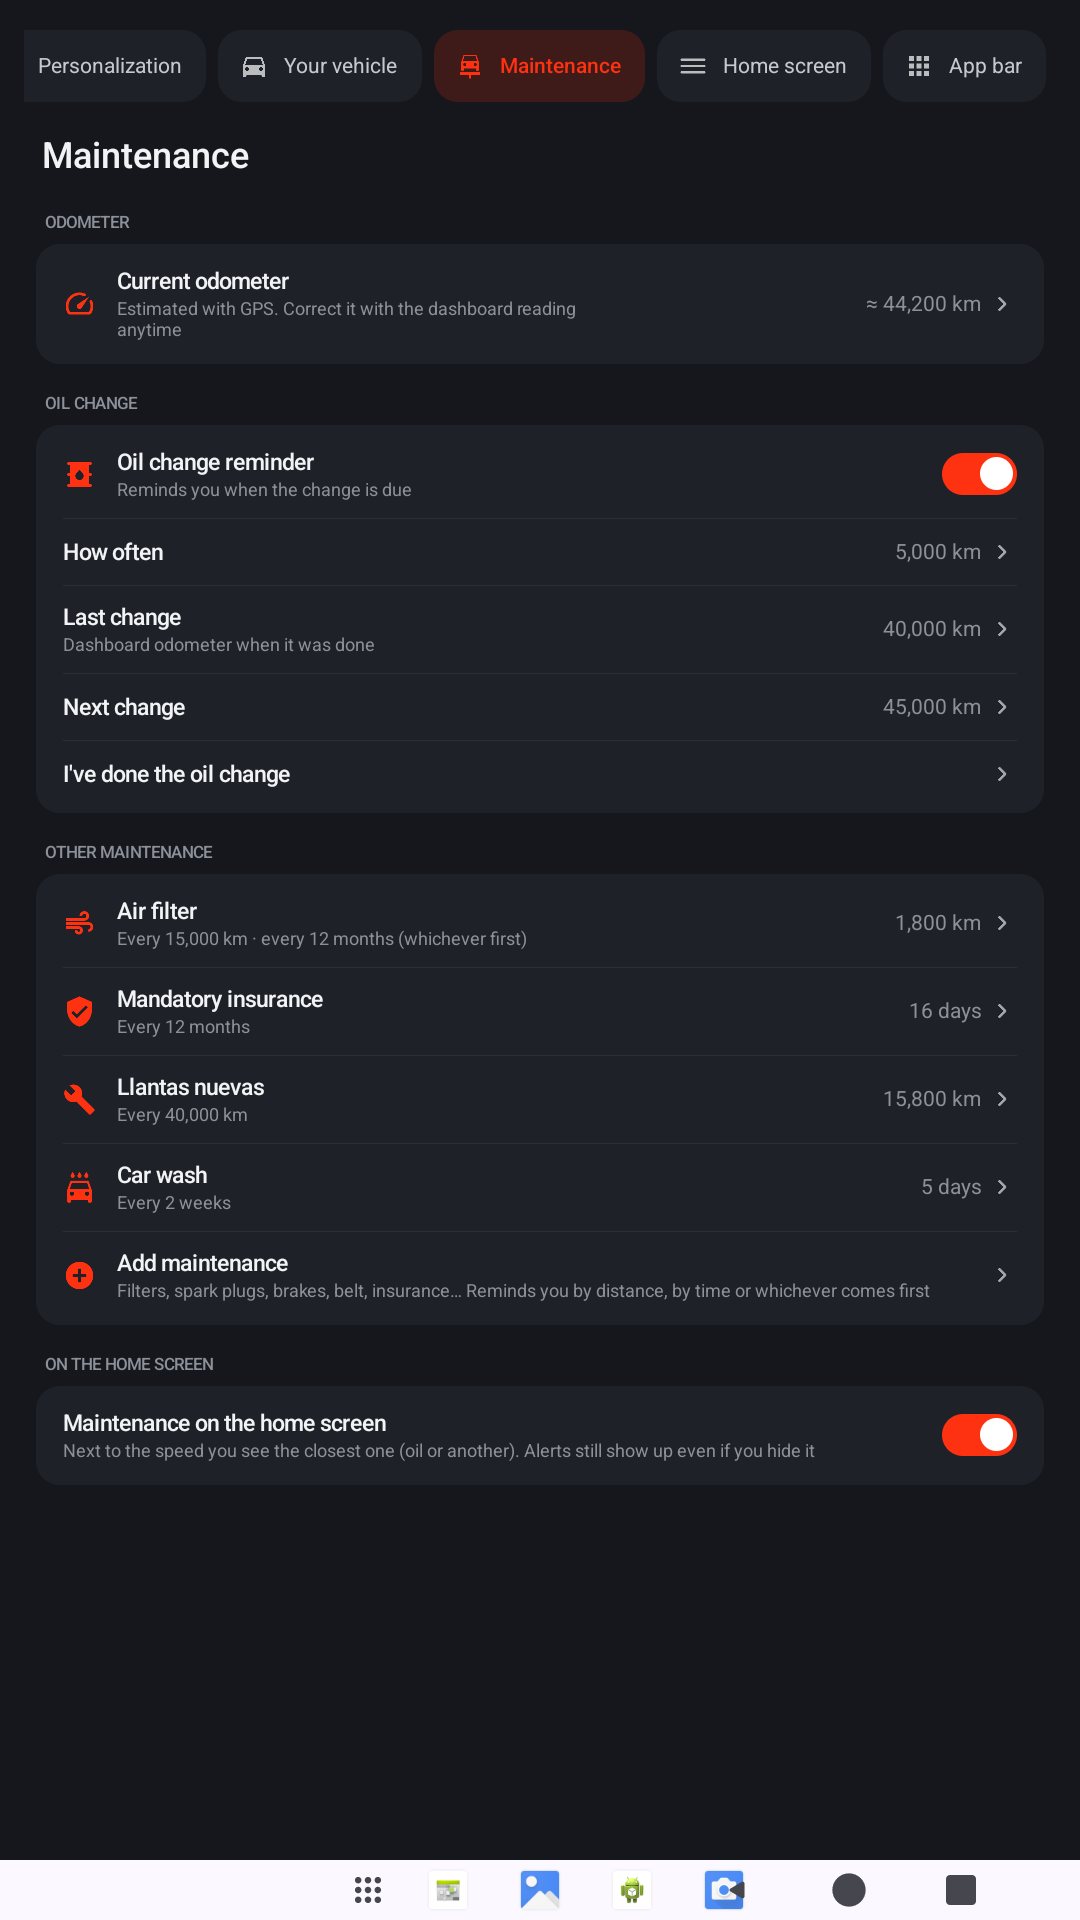 Personalization
Your vehicle
Maintenance
Home screen
App bar
Maintenance
ODOMETER
Current odometer
Estimated with GPS. Correct it with the dashboard reading
anytime
≈ 44,200 km
OIL CHANGE
Oil change reminder
Reminds you when the change is due
How often
5,000 km
Last change
Dashboard odometer when it was done
40,000 km
Next change
45,000 km
I've done the oil change
OTHER MAINTENANCE
Air filter
Every 15,000 km · every 12 months (whichever first)
1,800 km
Mandatory insurance
Every 12 months
16 days
Llantas nuevas
Every 40,000 km
15,800 km
Car wash
Every 2 weeks
5 days
Add maintenance
Filters, spark plugs, brakes, belt, insurance… Reminds you by distance, by time or whichever comes first
ON THE HOME SCREEN
Maintenance on the home screen
Next to the speed you see the closest one (oil or another). Alerts still show up even if you hide it